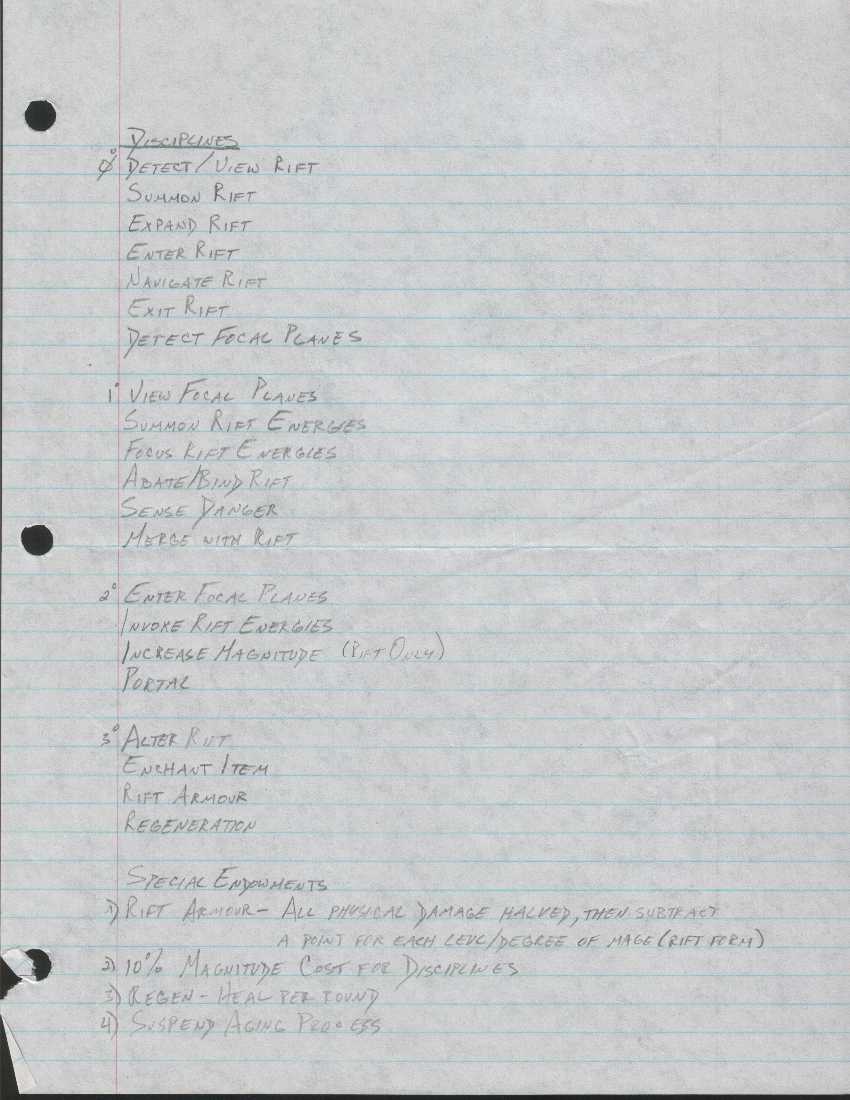 DISCIPLINES
0° DETECT/VIEW RIFT
SUMMON RIFT
EXPAND RIFT
ENTER RIFT
NAVIGATE RIFT
EXIT RIFT
DETECT FOCAL PLANES
1° VIEW FOCAL PLANES
SUMMON RIFT ENERGIES
FOCUS RIFT ENERGIES
ABATE/BIND RIFT
SENSE DANGER
MERGE WITH RIFT
2° ENTER FOCAL PLANES
INVOKE RIFT ENERGIES
INCREASE MAGNITUDE (RIFT ONLY)
PORTAL
3° ALTER RIFT
ENCHANT ITEM
RIFT ARMOUR
REGENERATION
SPECIAL ENDOWMENTS
1) RIFT ARMOUR - ALL PHYSICAL DAMAGE HALVED, THEN SUBTRACT
A POINT FOR EACH LEVL/DEGREE OF MAGE (RIFT FORM)
2) 10% MAGNITUDE COST FOR DISCIPLINES
3) REGEN - HEAL PER ROUND
4) SUSPEND AGING PROCESS